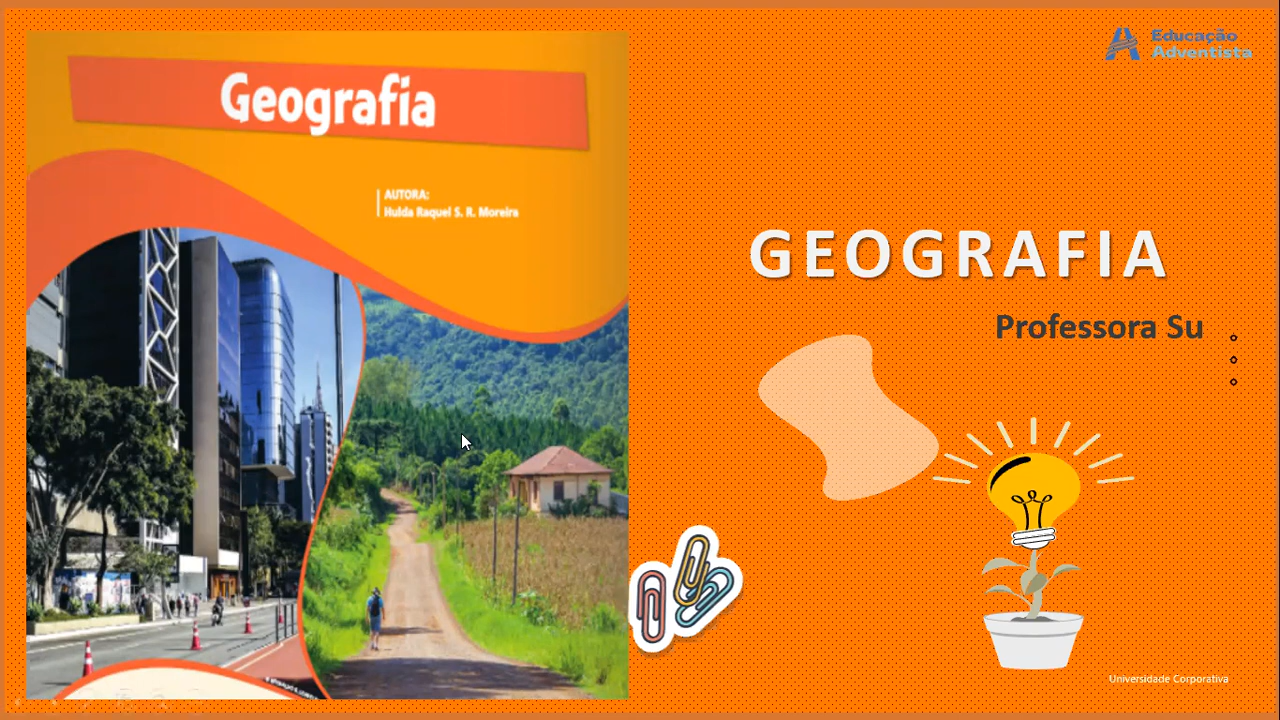 Geografia
AUTORA:
Hulda Raquel S. R. Moreira
Educação
Adventista
GEOGRAFIA
Professora Su
Universidade Corporativa